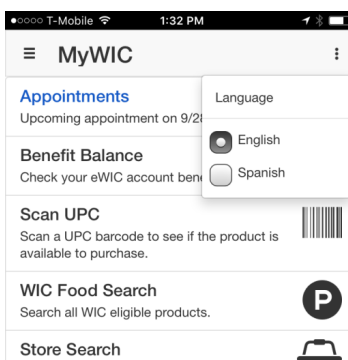 T-Mobile 1:32 PM
MyWIC
Language
English
Spanish
Appointments
Upcoming appointment on 9/28
Benefit Balance
Check your eWIC account
Scan UPC
Scan a UPC barcode to see if the product is
available to purchase.
WIC Food Search
Search all WIC eligible products.
P
Store Search